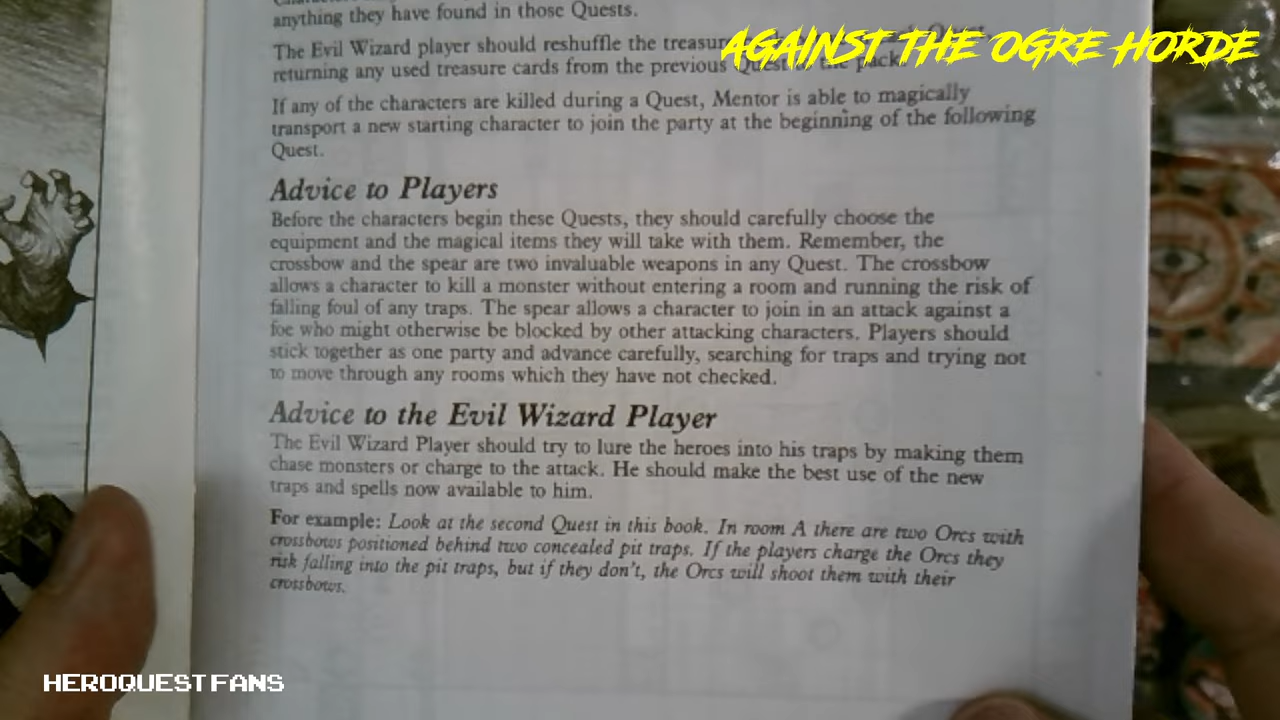 anything they have found in those Quests.
AGAINST THE OGRE HORDE
The Evil Wizard player should reshuffle the treasure
returning any used treasure cards from the previous Quest to the pack.
If any of the characters are killed during a Quest, Mentor is able to magically
transport a new starting character to join the party at the beginning of the following
Quest.
Advice to Players
Before the characters begin these Quests, they should carefully choose the
equipment and the magical items they will take with them. Remember, the
crossbow and the spear are two invaluable weapons in any Quest. The crossbow
allows a character to kill a monster without entering a room and running the risk of
falling foul of any traps. The spear allows a character to join in an attack against a
foe who might otherwise be blocked by other attacking characters. Players should
stick together as one party and advance carefully, searching for traps and trying not
to move through any rooms which they have not checked.
Advice to the Evil Wizard Player
The Evil Wizard Player should try to lure the heroes into his traps by making them
chase monsters or charge to the attack. He should make the best use of the new
traps and spells now available to him.
For example: Look at the second Quest in this book. In room A there are two Orcs with
crossbows positioned behind two concealed pit traps. If the players charge the Orcs they
risk falling into the pit traps, but if they don't, the Orcs will shoot them with their
crossbows.
HEROQUEST FANS